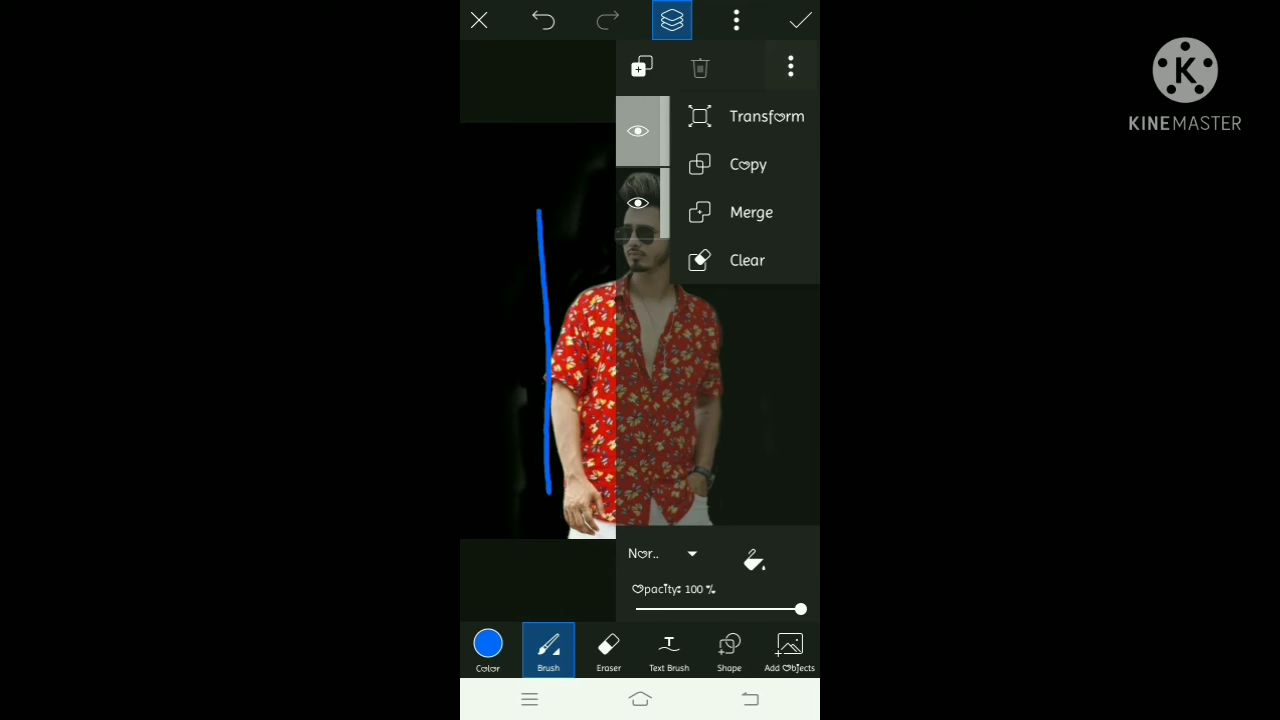 K
KINEMASTER
Transform
Copy
Merge
Clear
Nor..
Opacity: 100 %
Color
Brush
Eraser
T
Text Brush
Shape
Add Objects